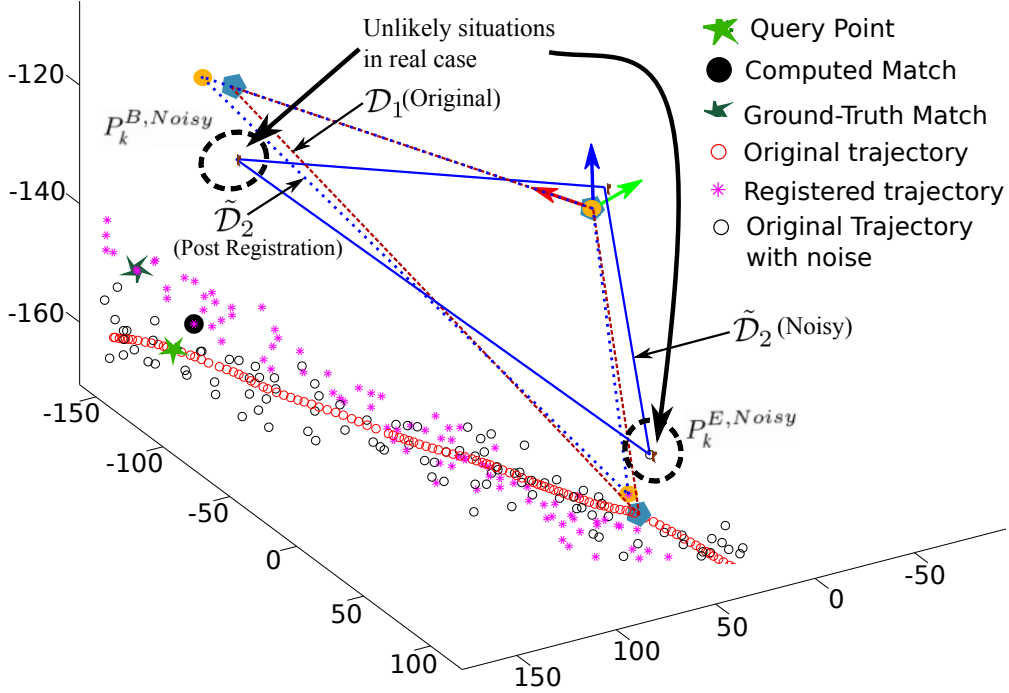 Unlikely situations
in real case
Query Point
Computed Match
Ground-Truth Match
Original trajectory
Registered trajectory
Original Trajectory
with noise
-120
-140
-160
P_k^{B,Noisy}
𝒟_1 (Original)
𝒟̃_2
(Post Registration)
𝒟̃_2 (Noisy)
P_k^{E,Noisy}
-150
-100
-50
0
50
100
150
100
50
0
-50